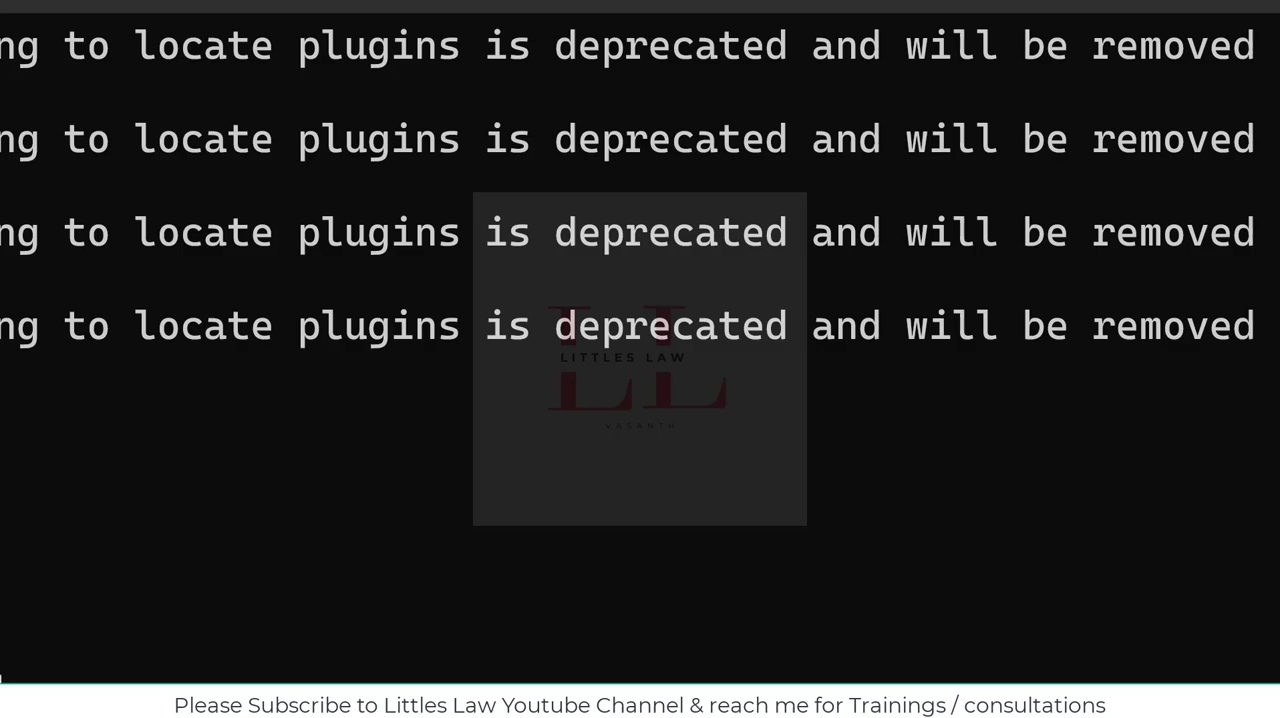 ng to locate plugins is deprecated and will be removed
ng to locate plugins is deprecated and will be removed
ng to locate plugins is deprecated and will be removed
ng to locate plugins is deprecated and will be removed
LL
LITTLES LAW
VASANTH
Please Subscribe to Littles Law Youtube Channel & reach me for Trainings / consultations